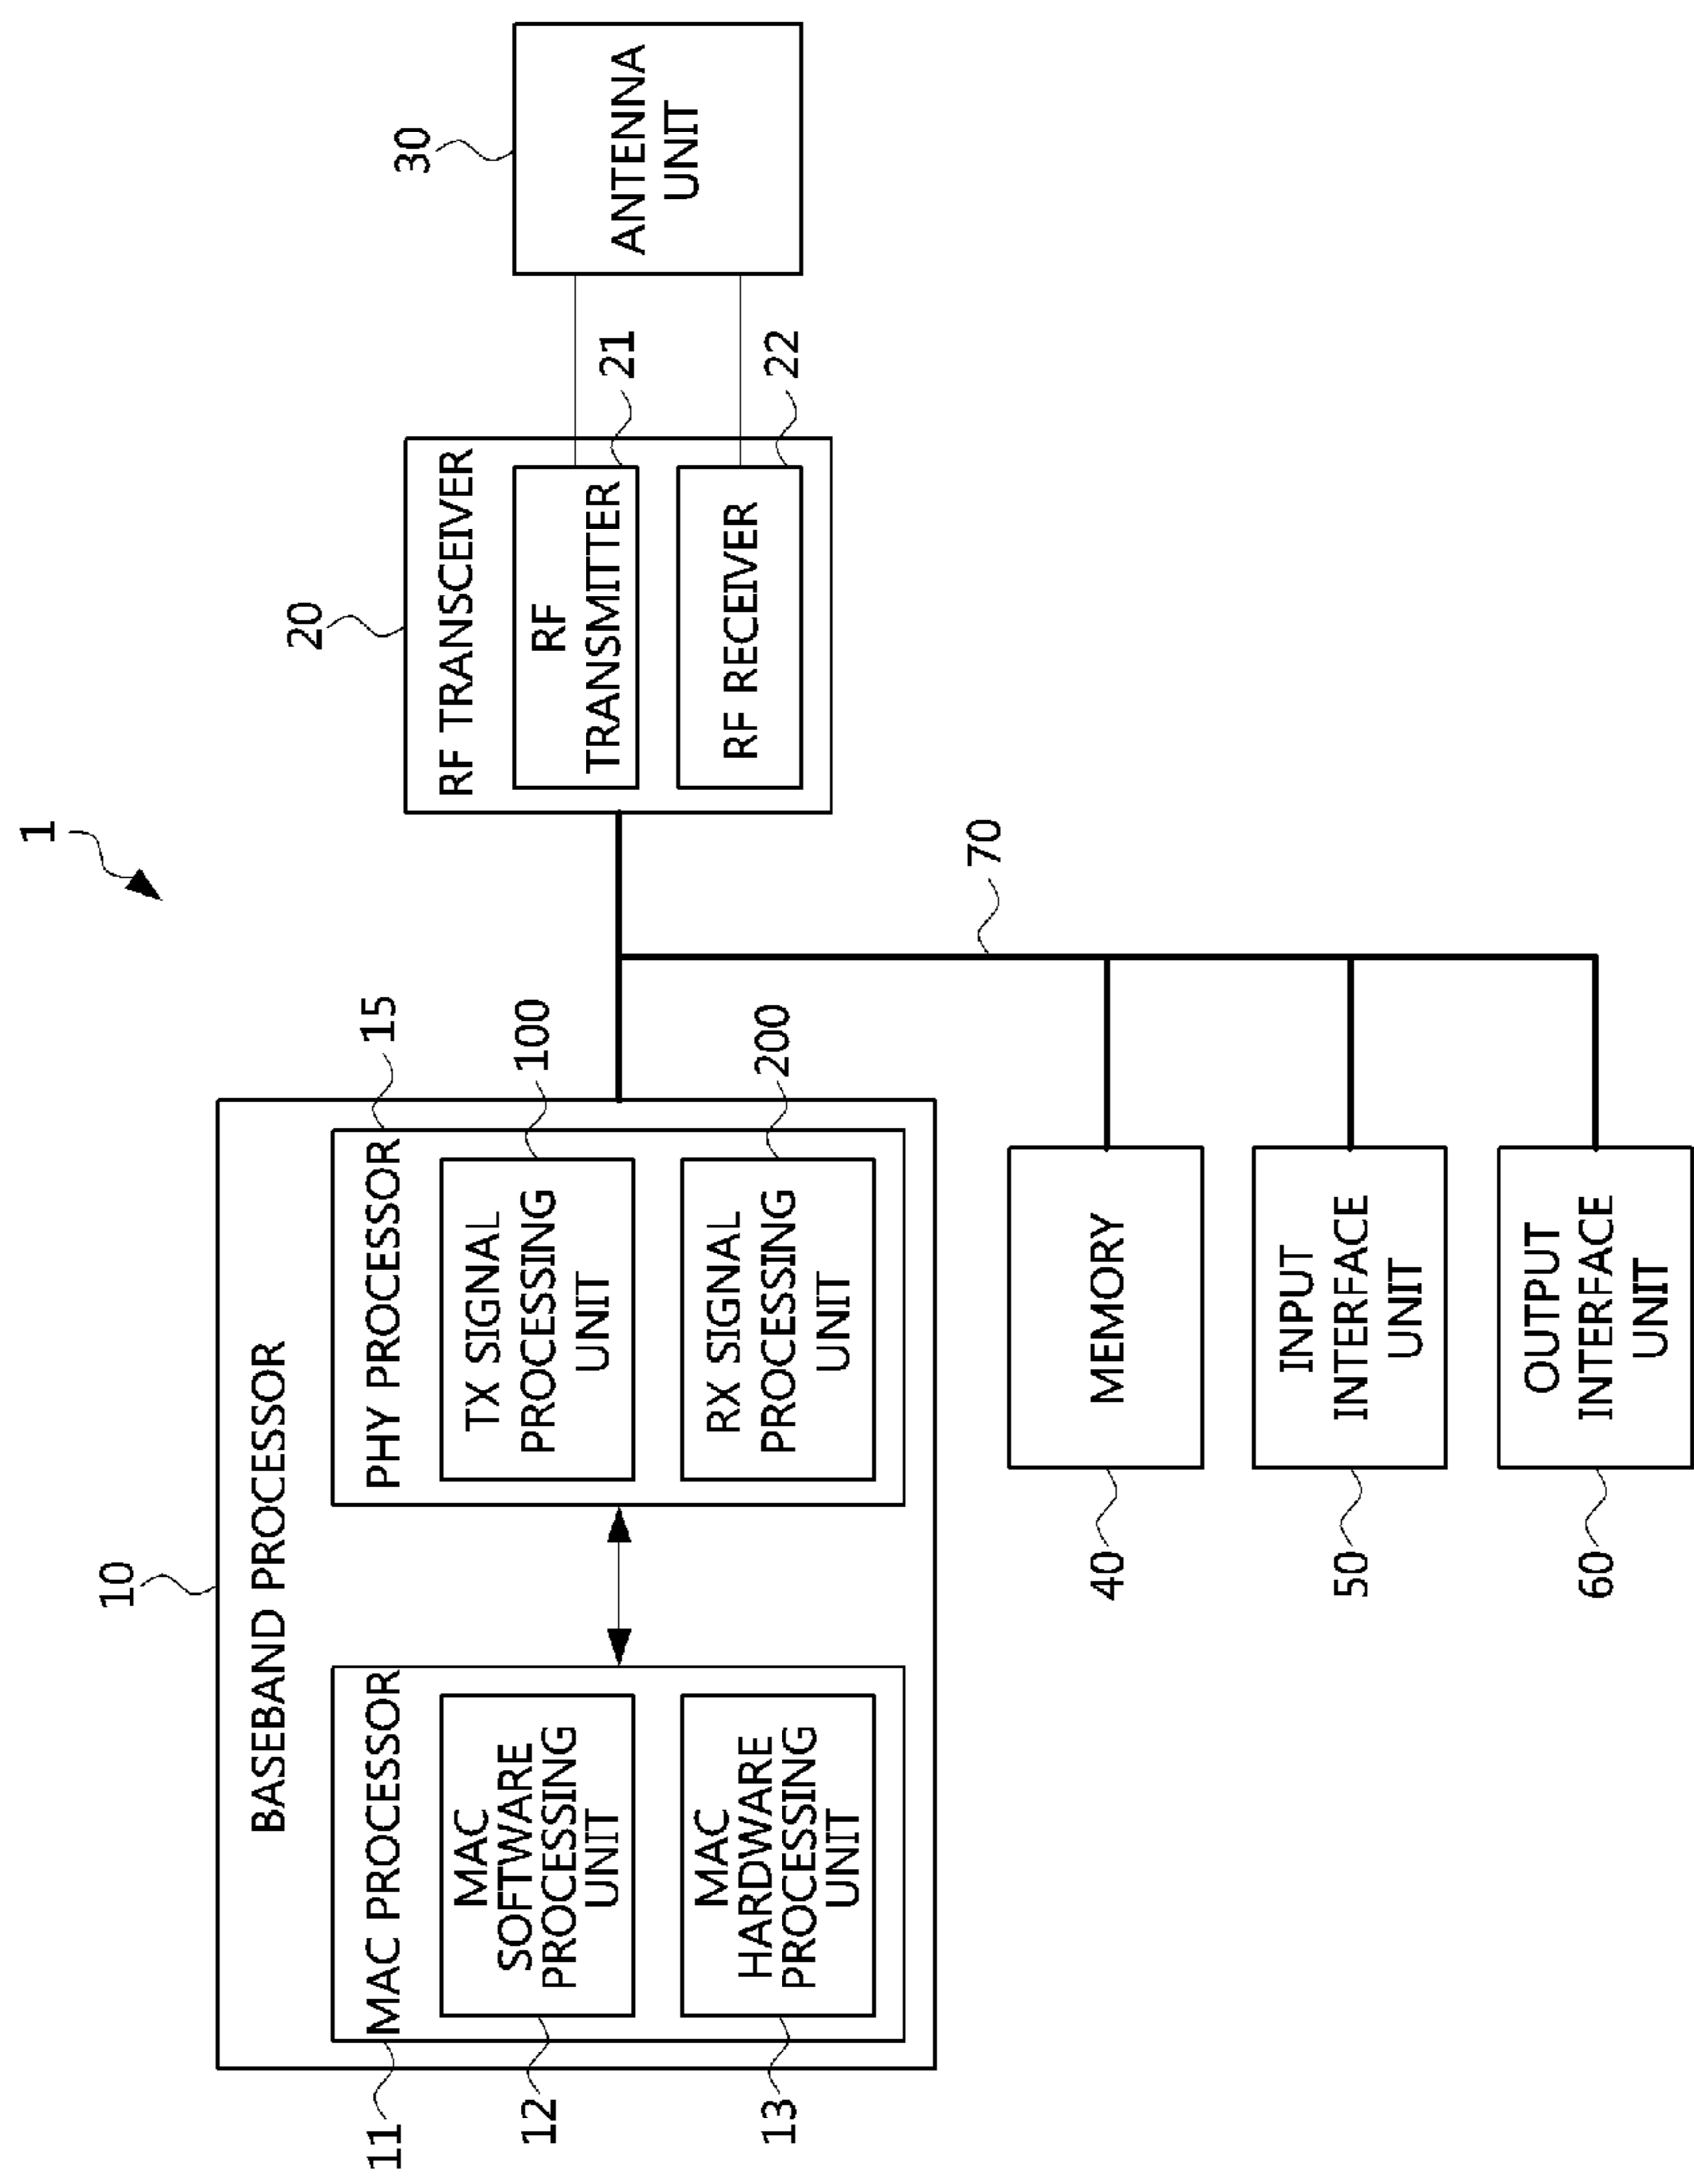 1
10
BASEBAND PROCESSOR
11
MAC PROCESSOR
12
MAC
SOFTWARE
PROCESSING
UNIT
13
MAC
HARDWARE
PROCESSING
UNIT
15
PHY PROCESSOR
100
TX SIGNAL
PROCESSING
UNIT
200
RX SIGNAL
PROCESSING
UNIT
20
RF TRANSCEIVER
21
RF
TRANSMITTER
22
RF RECEIVER
30
ANTENNA
UNIT
70
40
MEMORY
50
INPUT
INTERFACE
UNIT
60
OUTPUT
INTERFACE
UNIT